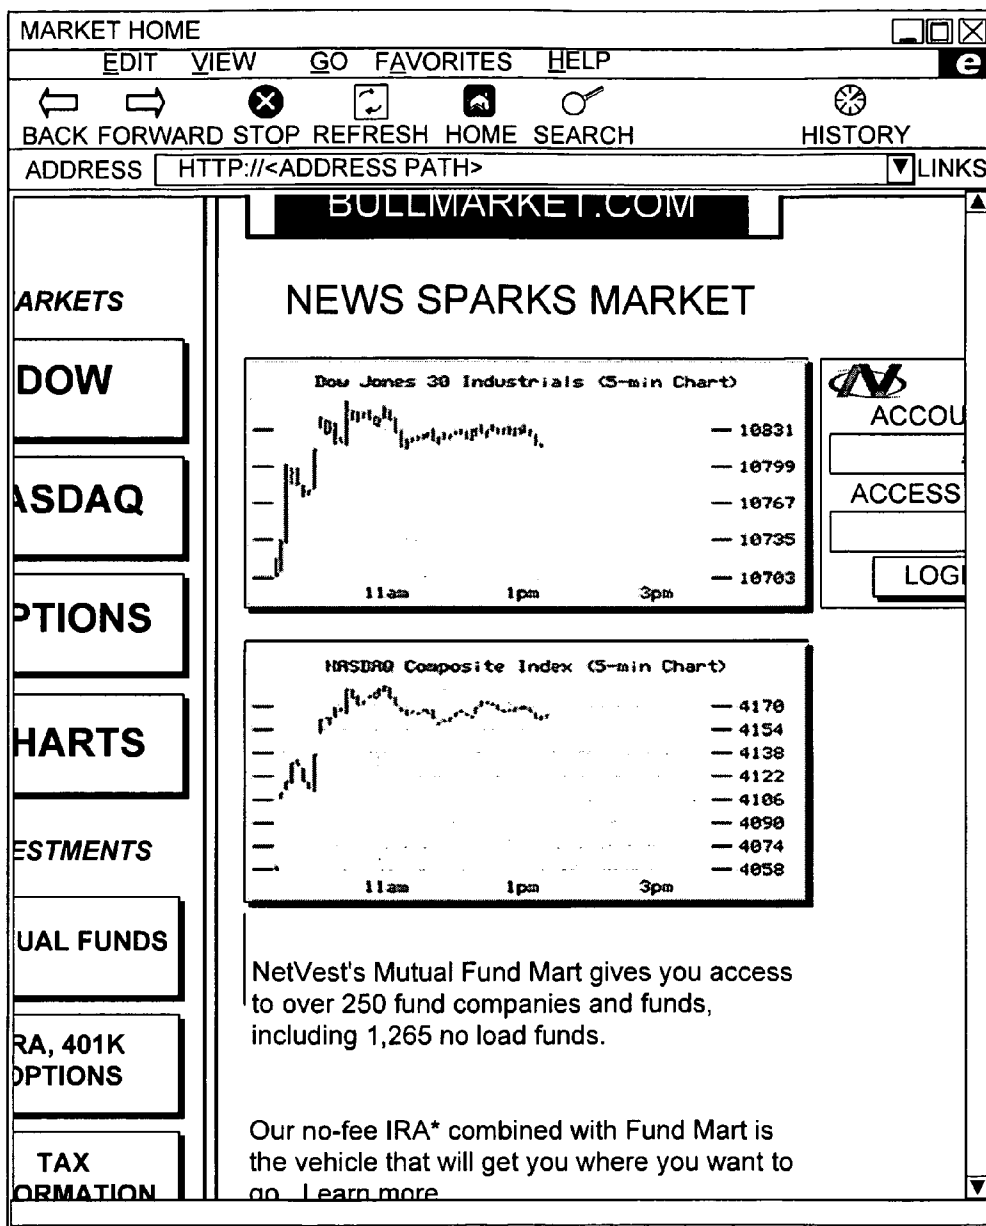 MARKET HOME
EDIT VIEW GO FAVORITES HELP
e
BACK FORWARD STOP REFRESH HOME SEARCH HISTORY
ADDRESS HTTP://<ADDRESS PATH> LINKS
BULLMARKET.COM
ARKETS
NEWS SPARKS MARKET
DOW
ASDAQ
PTIONS
HARTS
ESTMENTS
UAL FUNDS
RA, 401K
OPTIONS
TAX
ORMATION
Dow Jones 30 Industrials (5-min Chart)
10831
10799
10767
10735
10703
11am 1pm 3pm
ACCOU
ACCESS
LOGI
NASDAQ Composite Index (5-min Chart)
4170
4154
4138
4122
4106
4090
4074
4058
11am 1pm 3pm
NetVest's Mutual Fund Mart gives you access
to over 250 fund companies and funds,
including 1,265 no load funds.
Our no-fee IRA* combined with Fund Mart is
the vehicle that will get you where you want to
go. Learn more